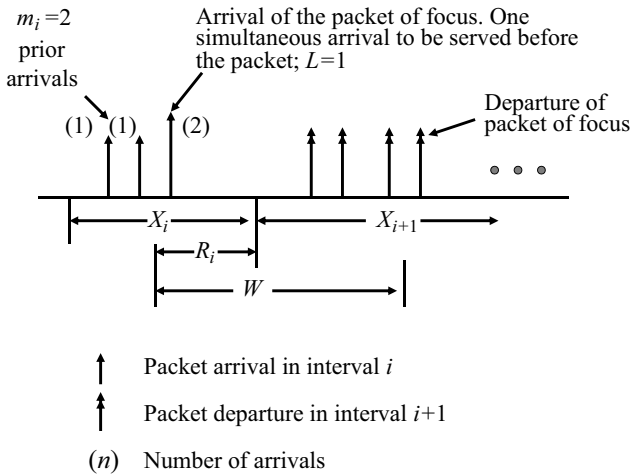 m_i=2
prior
arrivals
Arrival of the packet of focus. One
simultaneous arrival to be served before
the packet; L=1
(1) (1) (2)
Departure of
packet of focus
X_i
X_{i+1}
R_i
W
Packet arrival in interval i
Packet departure in interval i+1
(n) Number of arrivals